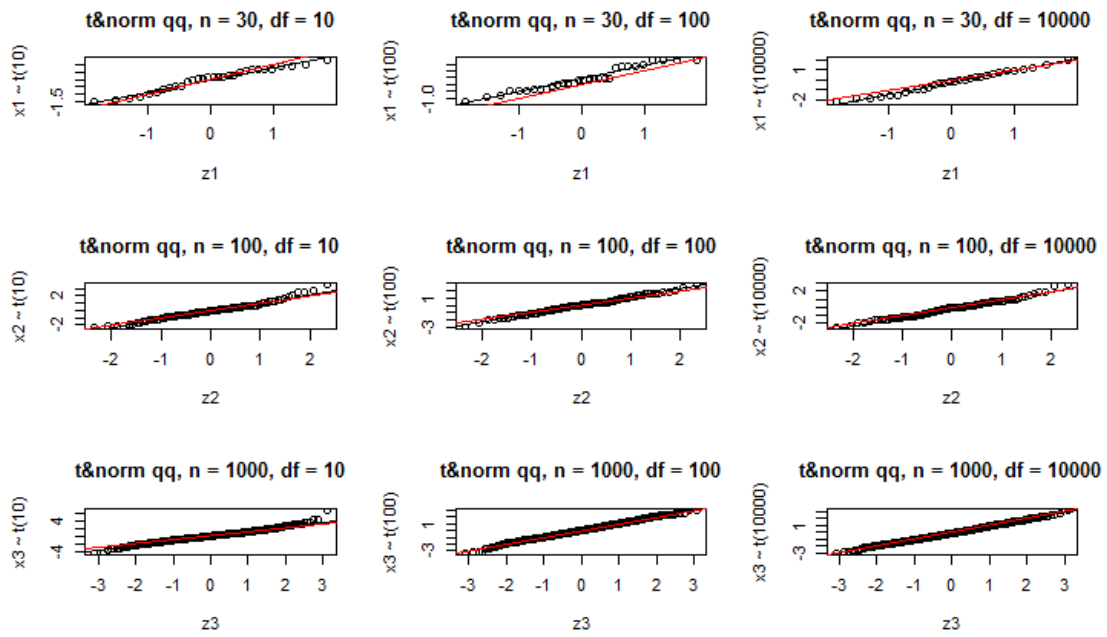 t&norm qq, n = 30, df = 10
x1 ~ t(10)
-1.5
-1 0 1
z1
t&norm qq, n = 30, df = 100
x1 ~ t(100)
-1.0
-1 0 1
z1
t&norm qq, n = 30, df = 10000
x1 ~ t(10000)
-2 1
-1 0 1
z1
t&norm qq, n = 100, df = 10
x2 ~ t(10)
-2 2
-2 -1 0 1 2
z2
t&norm qq, n = 100, df = 100
x2 ~ t(100)
-3 1
-2 -1 0 1 2
z2
t&norm qq, n = 100, df = 10000
x2 ~ t(10000)
-2 2
-2 -1 0 1 2
z2
t&norm qq, n = 1000, df = 10
x3 ~ t(10)
-4 4
-3 -2 -1 0 1 2 3
z3
t&norm qq, n = 1000, df = 100
x3 ~ t(100)
-3 1
-3 -2 -1 0 1 2 3
z3
t&norm qq, n = 1000, df = 10000
x3 ~ t(10000)
-3 1
-3 -2 -1 0 1 2 3
z3